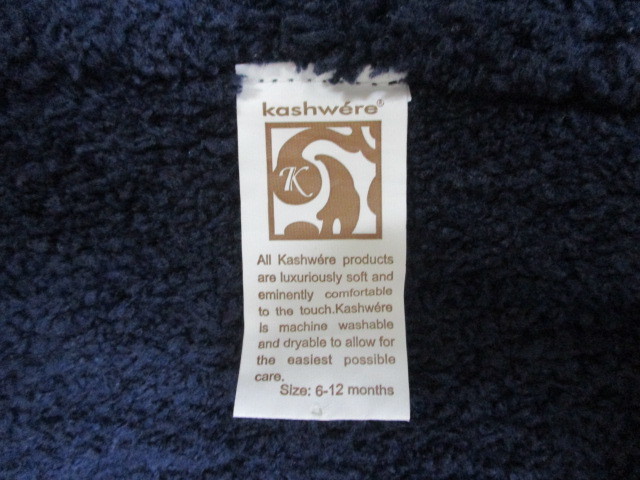 kashwére®
K
All Kashwére products
are luxuriously soft and
eminently comfortable
to the touch.Kashwére
is machine washable
and dryable to allow for
the easiest possible
care.
Size: 6-12 months